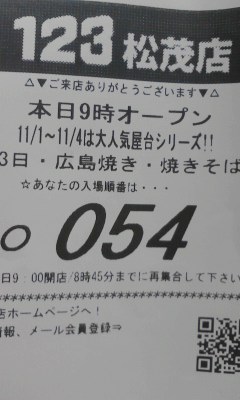 123 松茂店
△▼ご来店ありがとうございます▼△
本日9時オープン
11/1~11/4は大人気屋台シリーズ!!
3日・広島焼き・焼きそば
☆あなたの入場順番は・・・
054
日9:00開店/8時45分までに再集合して下さい
店ホームページへ!
情報、メール会員登録⇒